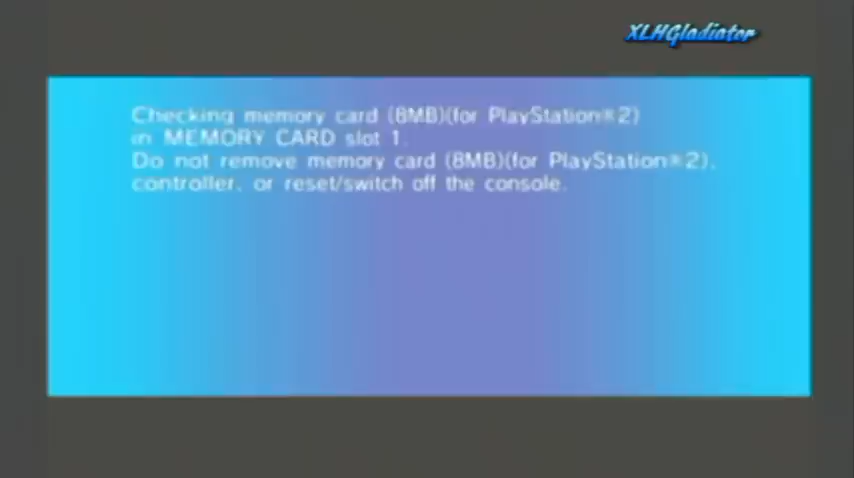 XLHGladiator
Checking memory card (8MB)(for PlayStation®2)
in MEMORY CARD slot 1.
Do not remove memory card (8MB)(for PlayStation®2),
controller, or reset/switch off the console.